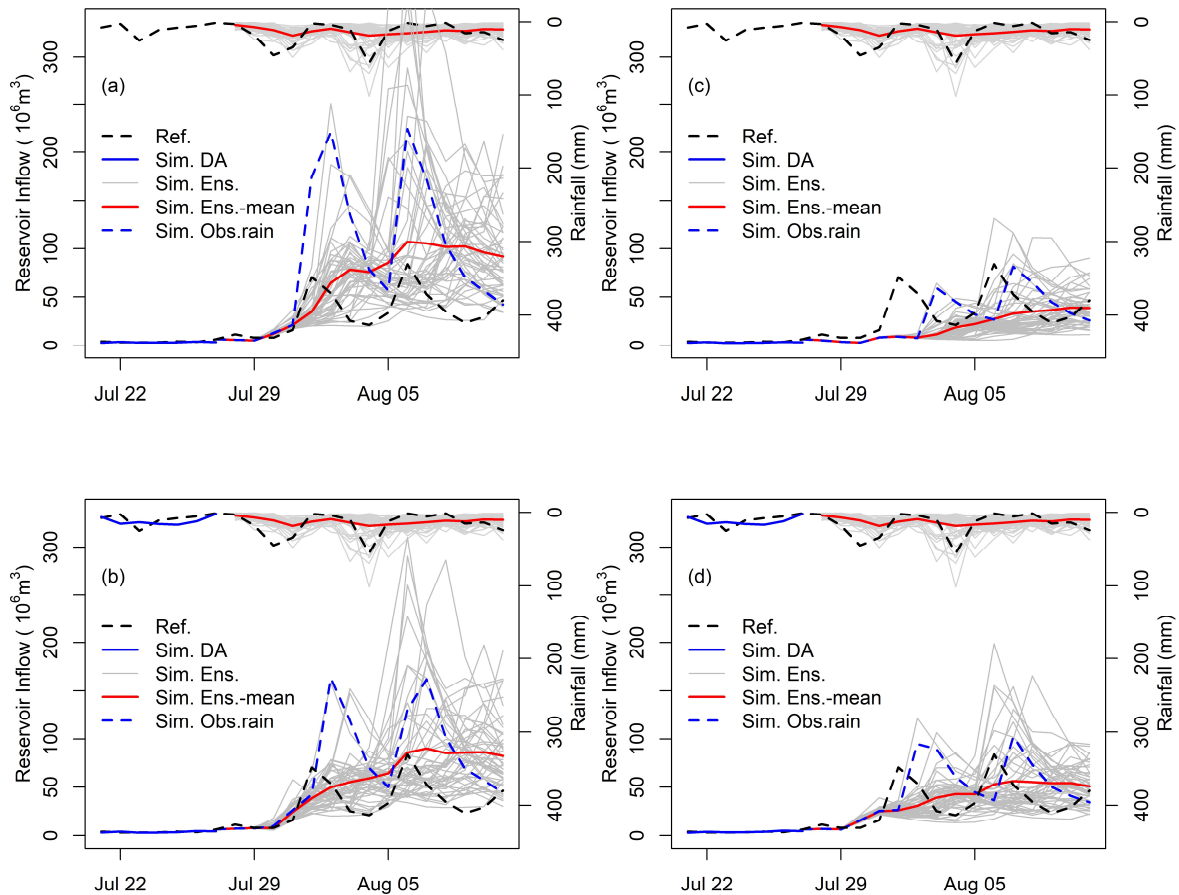 (a)
Ref.
Sim. DA
Sim. Ens.
Sim. Ens.-mean
Sim. Obs.rain
Reservoir Inflow ( 10⁶m³)
0 50 100 200 300
Rainfall (mm)
0 100 200 300 400
Jul 22 Jul 29 Aug 05
(c)
Ref.
Sim. DA
Sim. Ens.
Sim. Ens.-mean
Sim. Obs.rain
Reservoir Inflow ( 10⁶m³)
0 50 100 200 300
Rainfall (mm)
0 100 200 300 400
Jul 22 Jul 29 Aug 05
(b)
Ref.
Sim. DA
Sim. Ens.
Sim. Ens.-mean
Sim. Obs.rain
Reservoir Inflow ( 10⁶m³)
0 50 100 200 300
Rainfall (mm)
0 100 200 300 400
Jul 22 Jul 29 Aug 05
(d)
Ref.
Sim. DA
Sim. Ens.
Sim. Ens.-mean
Sim. Obs.rain
Reservoir Inflow ( 10⁶m³)
0 50 100 200 300
Rainfall (mm)
0 100 200 300 400
Jul 22 Jul 29 Aug 05